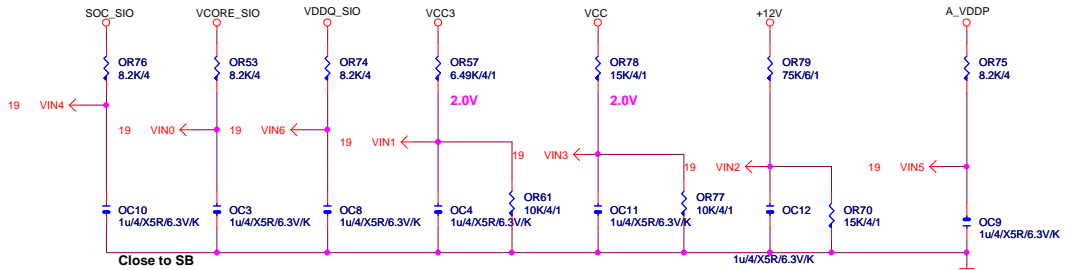 SOC_SIO VCORE_SIO VDDQ_SIO VCC3 VCC +12V A_VDDP
OR76 OR53 OR74 OR57 OR78 OR79 OR75
8.2K/4 8.2K/4 8.2K/4 6.49K/4/1 15K/4/1 75K/6/1 8.2K/4
2.0V 2.0V
19 VIN4
19 VIN0 19 VIN6
19 VIN1 19 VIN3 19 VIN2 19 VIN5
OR61 OR77 OR70
10K/4/1 10K/4/1 15K/4/1
OC10 OC3 OC8 OC4 OC11 OC12 OC9
1u/4/X5R/6.3V/K 1u/4/X5R/6.3V/K 1u/4/X5R/6.3V/K 1u/4/X5R/6.3V/K 1u/4/X5R/6.3V/K 1u/4/X5R/6.3V/K
Close to SB 1u/4/X5R/6.3V/K